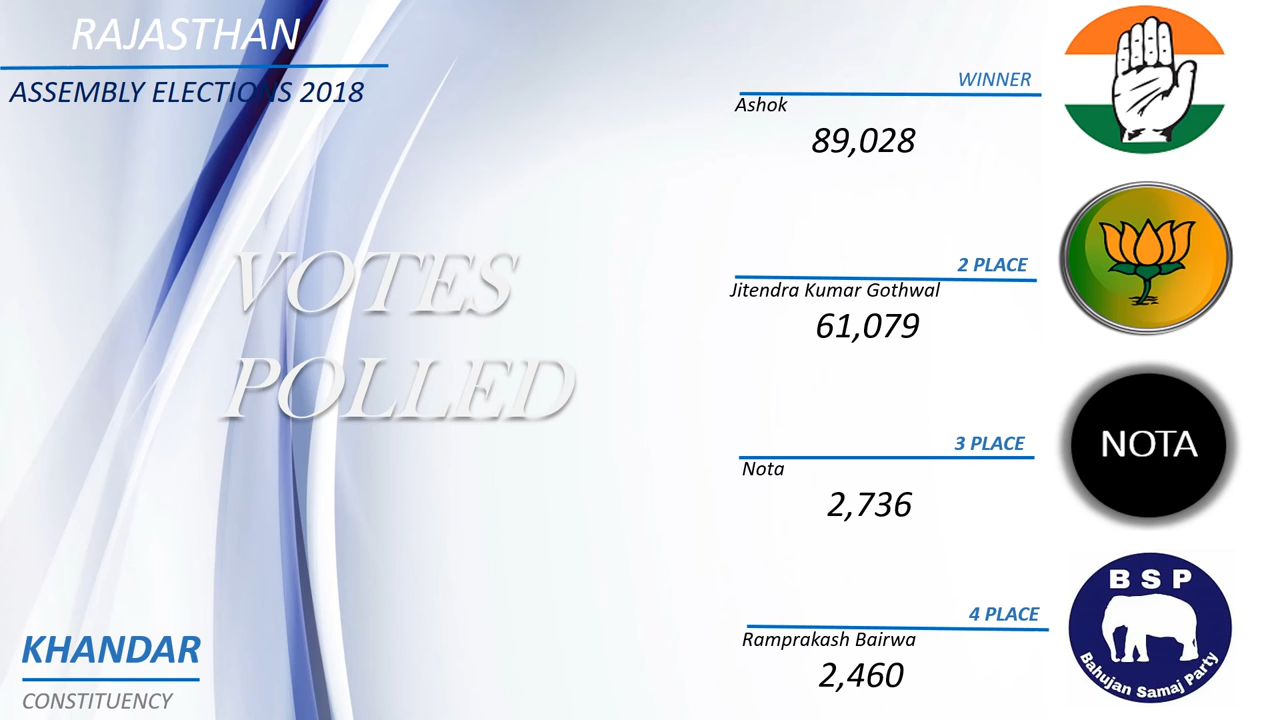 RAJASTHAN
ASSEMBLY ELECTIONS 2018
VOTES
POLLED
KHANDAR
CONSTITUENCY
WINNER
Ashok
89,028
2 PLACE
Jitendra Kumar Gothwal
61,079
3 PLACE
Nota
2,736
NOTA
4 PLACE
Ramprakash Bairwa
2,460
BSP
Bahujan Samaj Party